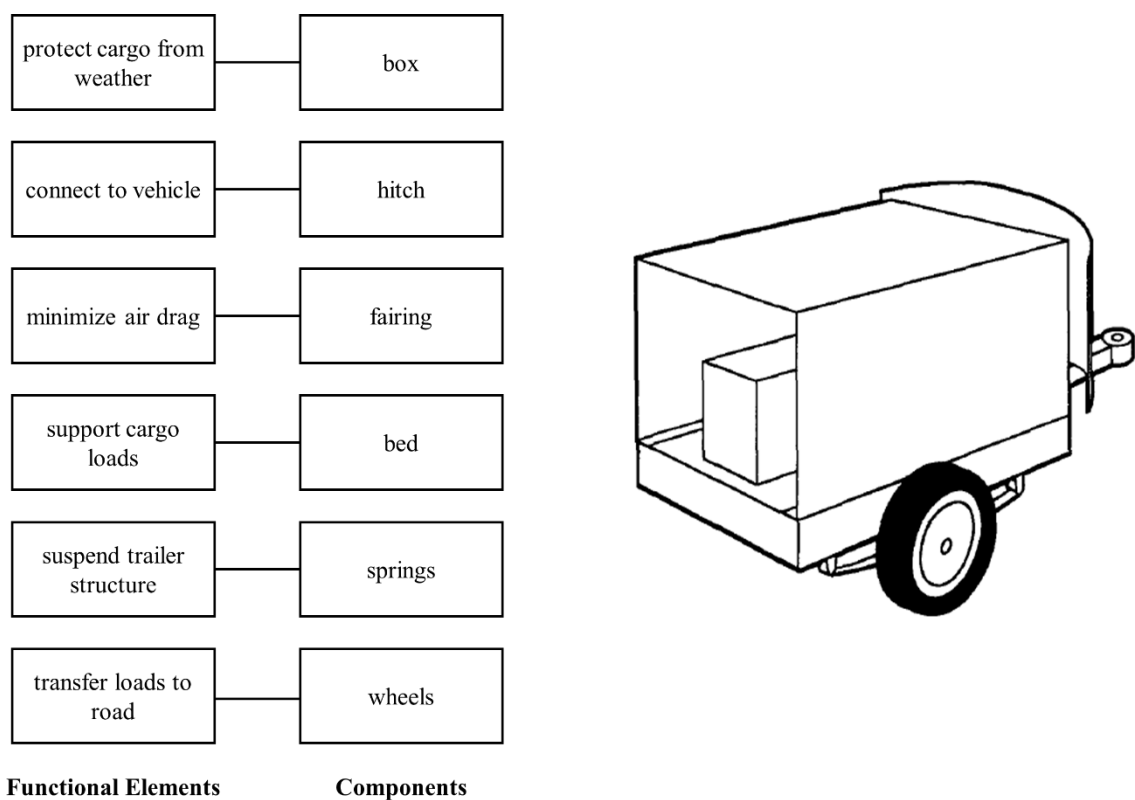 protect cargo from
weather
box
connect to vehicle
hitch
minimize air drag
fairing
support cargo
loads
bed
suspend trailer
structure
springs
transfer loads to
road
wheels
Functional Elements
Components